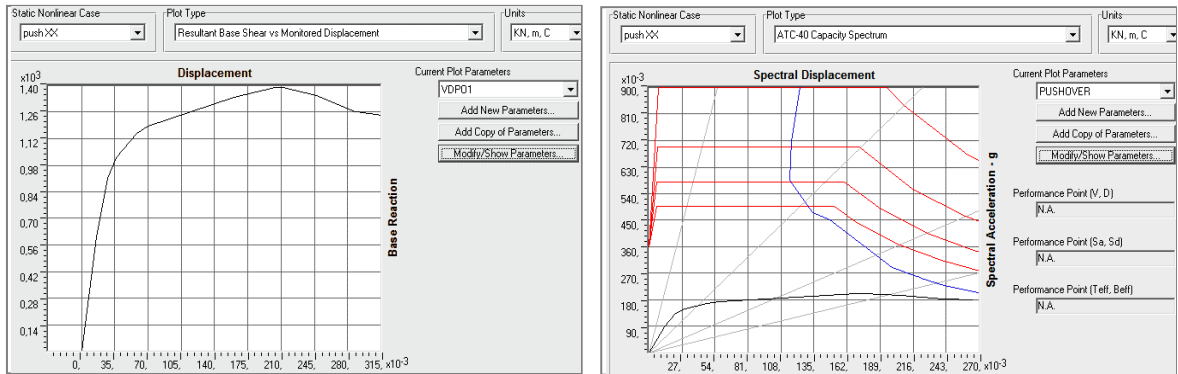 Static Nonlinear Case
push XX
Plot Type
Resultant Base Shear vs Monitored Displacement
Units
KN, m, C
Displacement
x10³
1,40
1,26
1,12
0,98
0,84
0,70
0,56
0,42
0,28
0,14
0, 35, 70, 105, 140, 175, 210, 245, 280, 315, x10⁻³
Base Reaction
Current Plot Parameters
VDPO1
Add New Parameters...
Add Copy of Parameters...
Modify/Show Parameters...
Static Nonlinear Case
push XX
Plot Type
ATC-40 Capacity Spectrum
Units
KN, m, C
Spectral Displacement
x10⁻³
900,
810,
720,
630,
540,
450,
360,
270,
180,
90,
27, 54, 81, 108, 135, 162, 189, 216, 243, 270, x10⁻³
Spectral Acceleration - g
Current Plot Parameters
PUSHOVER
Add New Parameters...
Add Copy of Parameters...
Modify/Show Parameters...
Performance Point (V, D)
N.A.
Performance Point (Sa, Sd)
N.A.
Performance Point (Teff, Beff)
N.A.